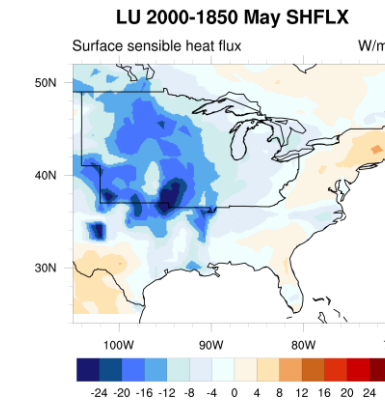 LU 2000-1850 May SHFLX
Surface sensible heat flux W/m
50N
40N
30N
100W 90W 80W
-24 -20 -16 -12 -8 -4 0 4 8 12 16 20 24